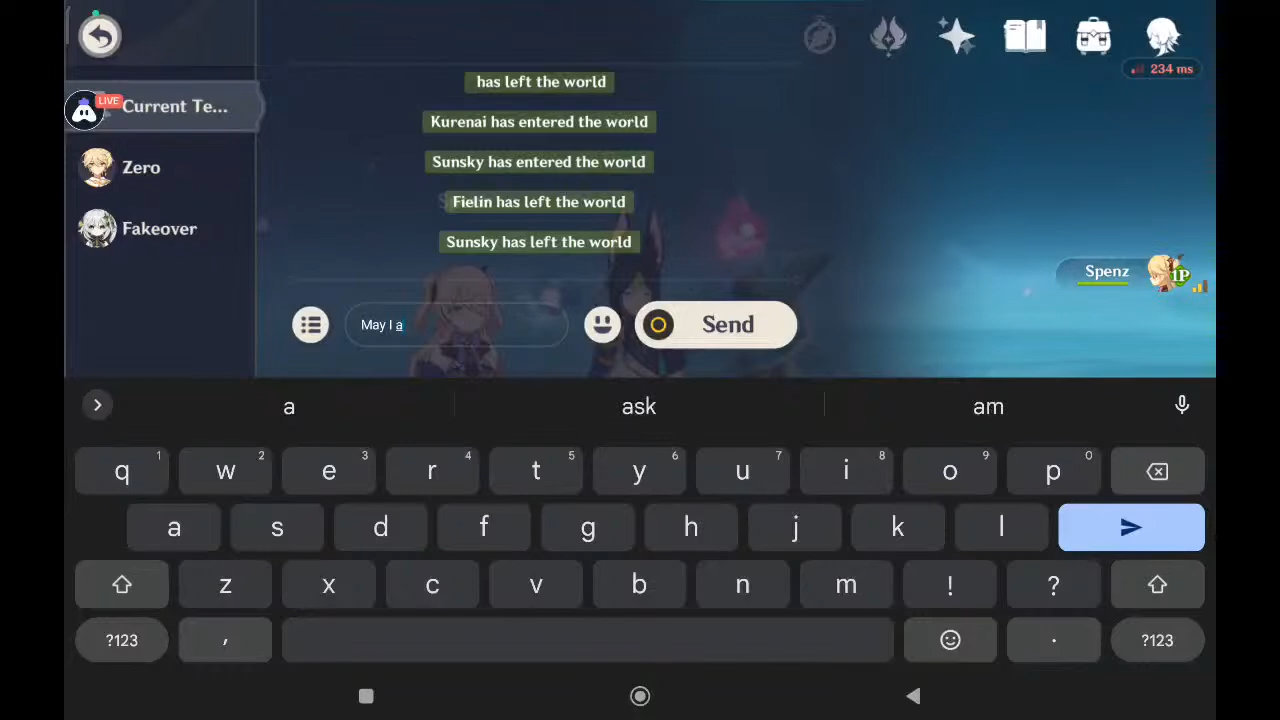 234 ms
LIVE
Current Te...
Zero
Fakeover
has left the world
Kurenai has entered the world
Sunsky has entered the world
Fielin has left the world
Sunsky has left the world
Spenz
1P
May I a
Send
a ask am
q 1 w 2 e 3 r 4 t 5 y 6 u 7 i 8 o 9 p 0
a s d f g h j k l
z x c v b n m ! ?
?123 , . ?123